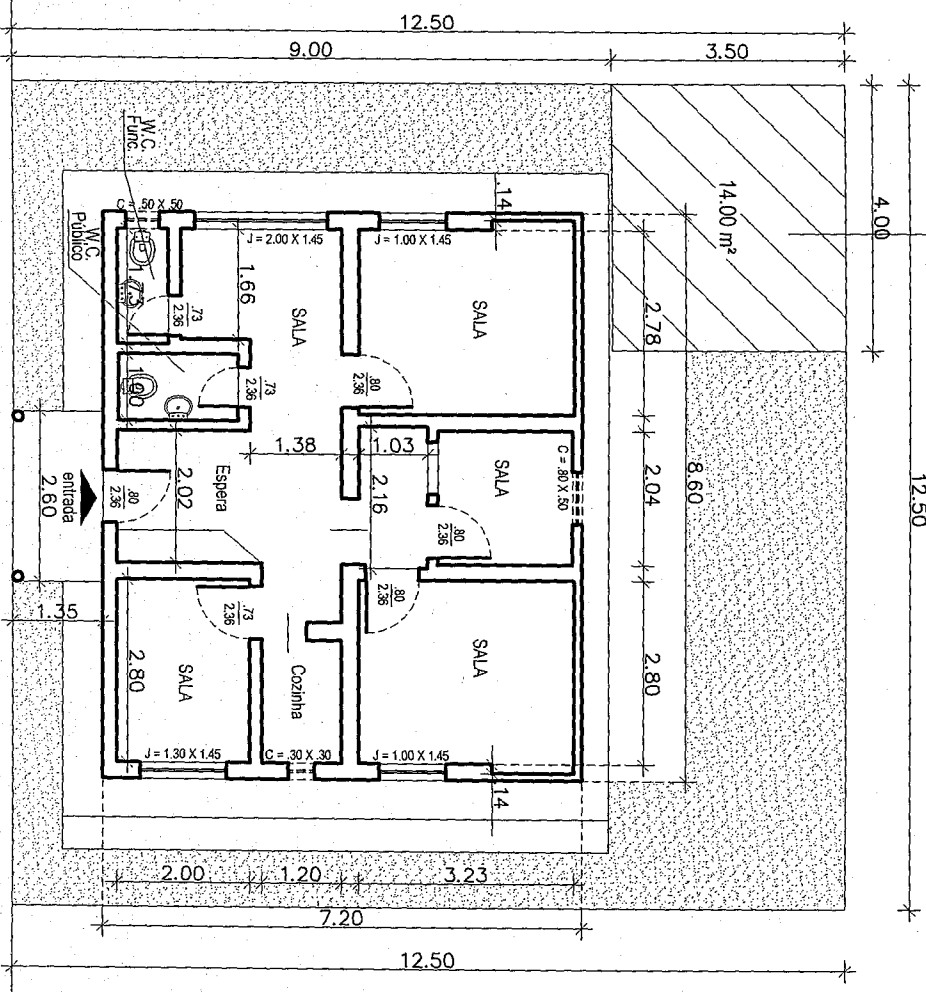 12.50
9.00
3.50
4.00
12.50
14.00 m²
W.C.
Func.
W.C.
Público
C = .50 X .50
J = 2.00 X 1.45
J = 1.00 X 1.45
.14
1.66
1.73
.73
2.36
SALA
SALA
2.78
1.00
.73
2.36
.80
2.36
1.38
1.03
SALA
C = .80 X .50
2.04
8.60
entrada
2.60
.80
2.36
2.02
Espera
2.16
.80
2.36
.80
2.36
1.35
2.80
SALA
.73
2.36
Cozinha
SALA
2.80
J = 1.30 X 1.45
C = .30 X .30
J = 1.00 X 1.45
.14
2.00
1.20
3.23
7.20
12.50